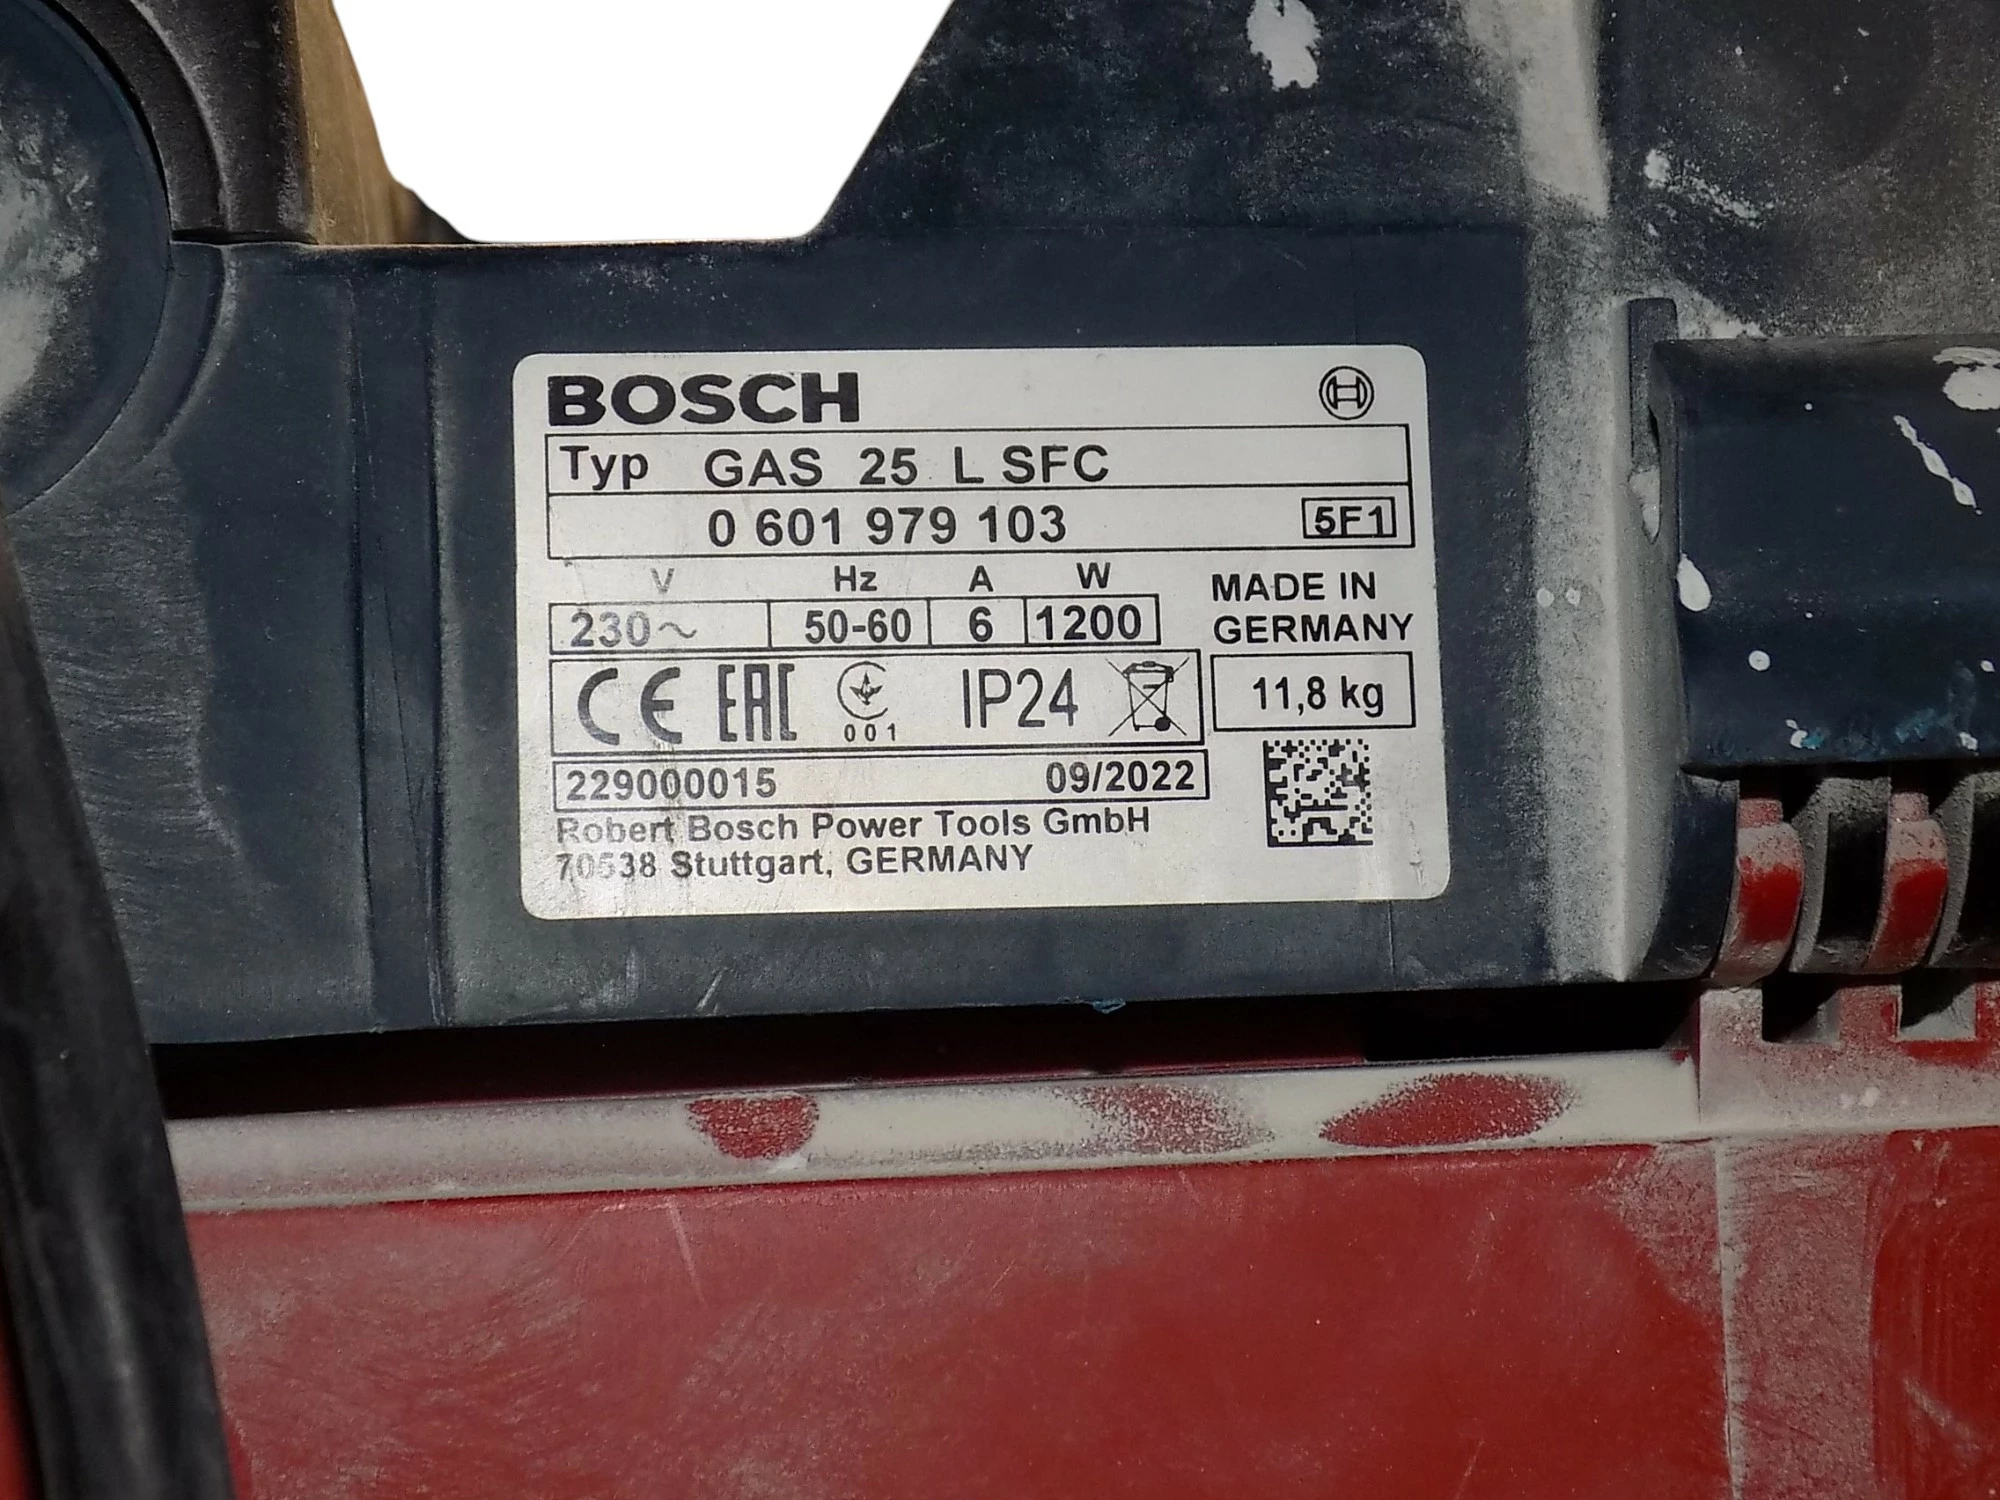 BOSCH
Typ GAS 25 L SFC
0 601 979 103 5F1
V Hz A W
230~ 50-60 6 1200
MADE IN
GERMANY
CE EAC 001 IP24
11,8 kg
229000015 09/2022
Robert Bosch Power Tools GmbH
70538 Stuttgart, GERMANY